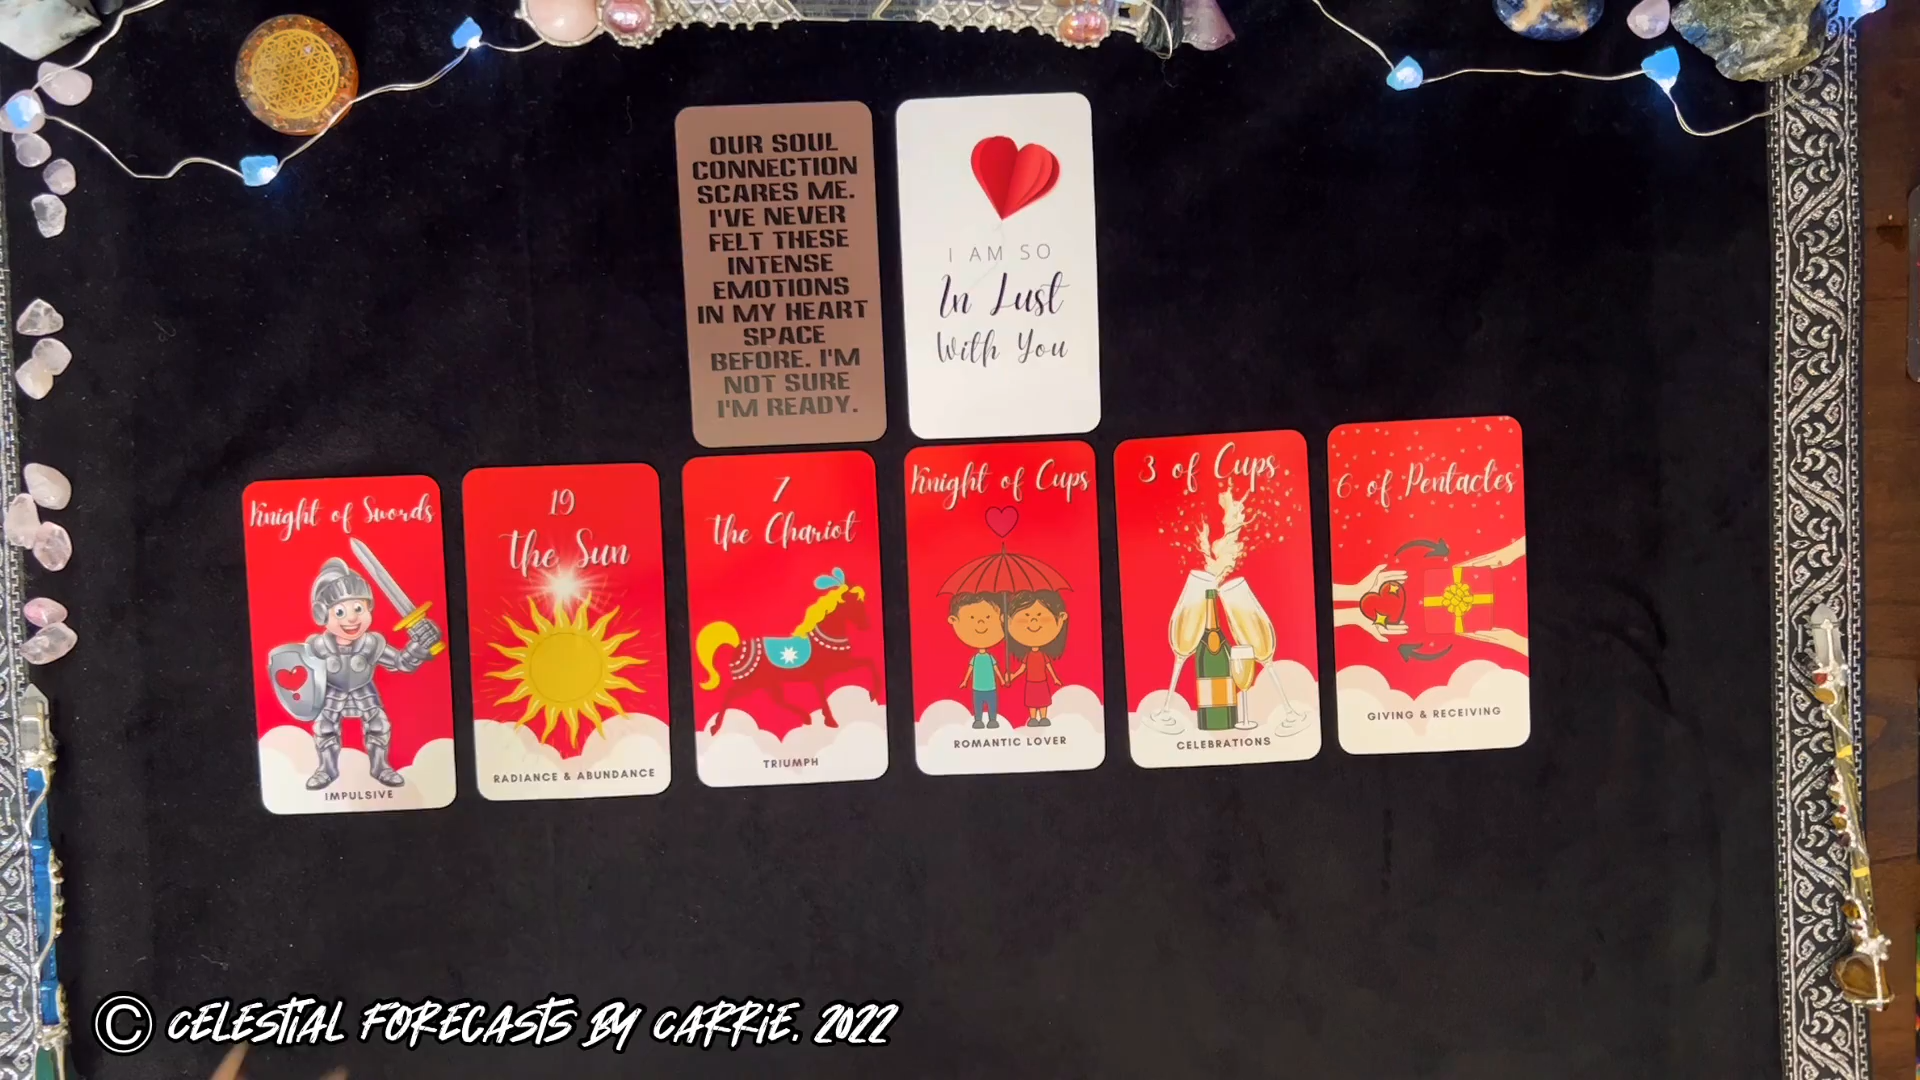 OUR SOUL
CONNECTION
SCARES ME.
I'VE NEVER
FELT THESE
INTENSE
EMOTIONS
IN MY HEART
SPACE
BEFORE. I'M
NOT SURE
I'M READY.
I AM SO
In Lust
With You
Knight of Swords
IMPULSIVE
19
The Sun
RADIANCE & ABUNDANCE
7
The Chariot
TRIUMPH
Knight of Cups
ROMANTIC LOVER
3 of Cups
CELEBRATIONS
6 of Pentacles
GIVING & RECEIVING
© CELESTIAL FORECASTS BY CARRIE. 2022